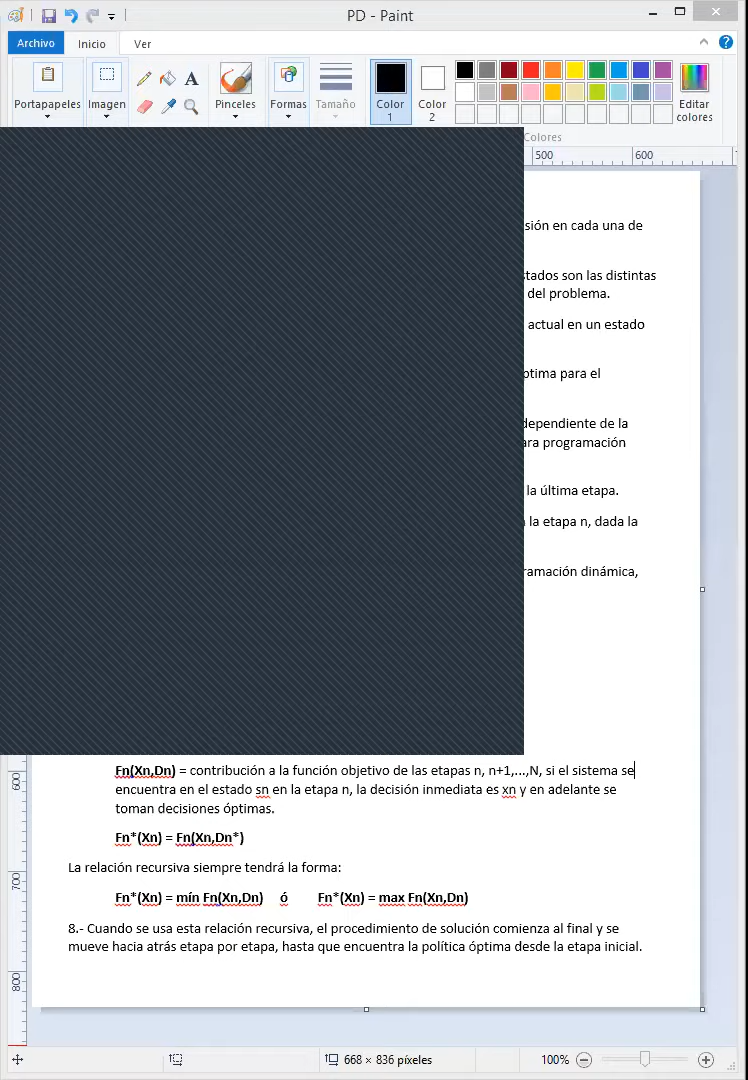 PD - Paint
Archivo
Inicio
Ver
Portapapeles
Imagen
Pinceles
Formas
Tamaño
Color 1
Color 2
Editar colores
Colores
500
600
sión en cada una de
stados son las distintas
del problema.
actual en un estado
ptima para el
dependiente de la
ara programación
la última etapa.
la etapa n, dada la
ramación dinámica,
Fn(Xn,Dn) = contribución a la función objetivo de las etapas n, n+1,...,N, si el sistema se
encuentra en el estado sn en la etapa n, la decisión inmediata es xn y en adelante se
toman decisiones óptimas.
Fn*(Xn) = Fn(Xn,Dn*)
La relación recursiva siempre tendrá la forma:
Fn*(Xn) = mín Fn(Xn,Dn) ó Fn*(Xn) = max Fn(Xn,Dn)
8.- Cuando se usa esta relación recursiva, el procedimiento de solución comienza al final y se
mueve hacia atrás etapa por etapa, hasta que encuentra la política óptima desde la etapa inicial.
600
700
800
668 × 836 píxeles
100%